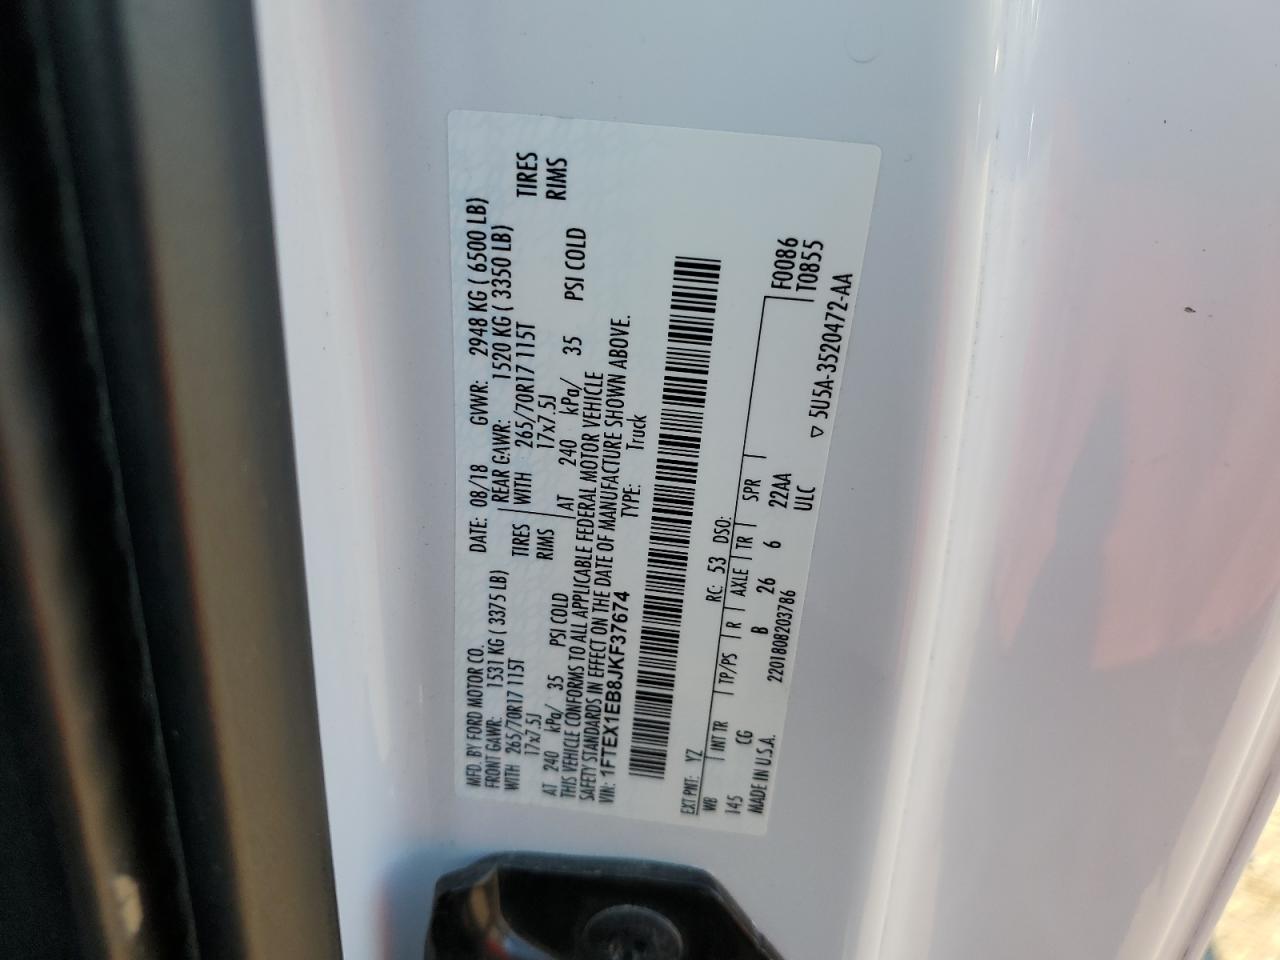 MFD. BY FORD MOTOR CO. DATE: 08/18 GVWR: 2948 KG ( 6500 LB)
FRONT GAWR: 1531 KG ( 3375 LB) REAR GAWR: 1520 KG ( 3350 LB)
WITH 265/70R17 115T TIRES WITH 265/70R17 115T TIRES
17x7.5J RIMS 17x7.5J RIMS
AT 240 kPa/ 35 PSI COLD AT 240 kPa/ 35 PSI COLD
THIS VEHICLE CONFORMS TO ALL APPLICABLE FEDERAL MOTOR VEHICLE
SAFETY STANDARDS IN EFFECT ON THE DATE OF MANUFACTURE SHOWN ABOVE.
VIN: 1FTEX1EB8JKF37674 TYPE: Truck
EXT PNT: YZ RC: 53 DSO:
WB INT TR TP/PS R AXLE TR SPR F0086
145 CG B 26 6 22AA T0855
MADE IN U.S.A. 2201808203786 ULC
▽ 5U5A-3520472-AA